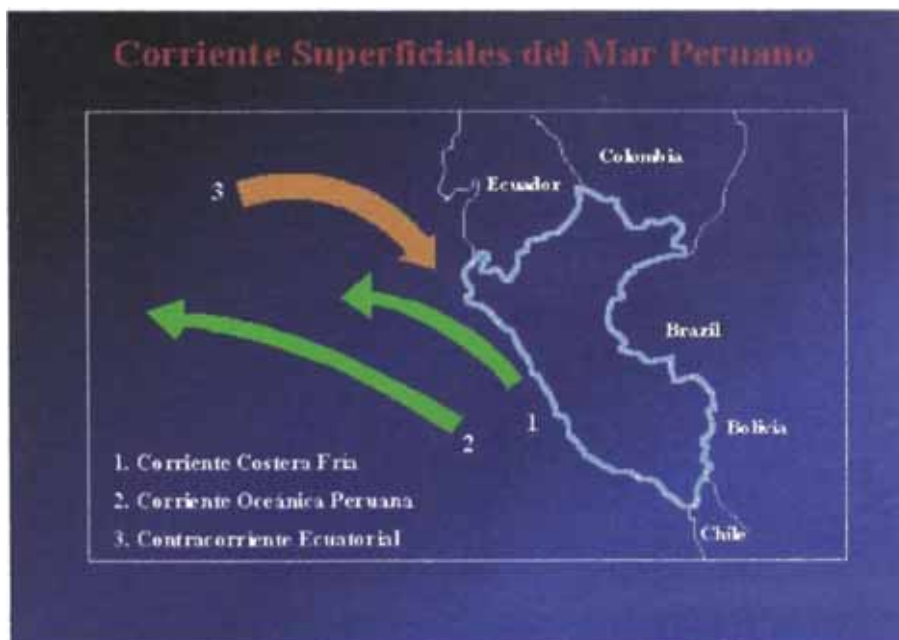 Corriente Superficiales del Mar Peruano
Colombia
Ecuador
3
Brazil
1
2
Bolivia
1. Corriente Costera Fría
2. Corriente Oceánica Peruana
3. Contracorriente Ecuatorial
Chile